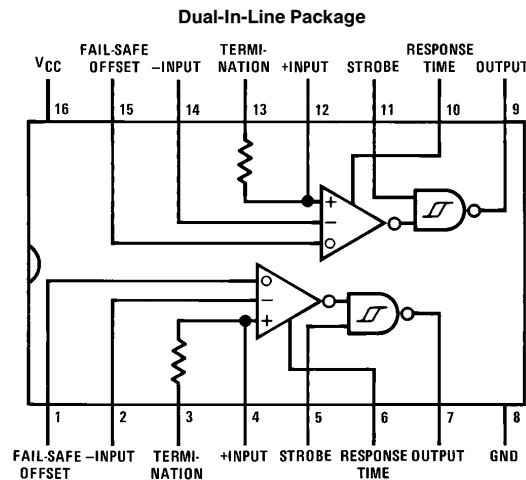 Dual-In-Line Package
VCC
FAIL-SAFE
OFFSET
–INPUT
TERMI-
NATION
+INPUT
STROBE
RESPONSE
TIME
OUTPUT
16 15 14 13 12 11 10 9
+
–
+
–
1 2 3 4 5 6 7 8
FAIL-SAFE
OFFSET
–INPUT
TERMI-
NATION
+INPUT
STROBE
RESPONSE
TIME
OUTPUT
GND